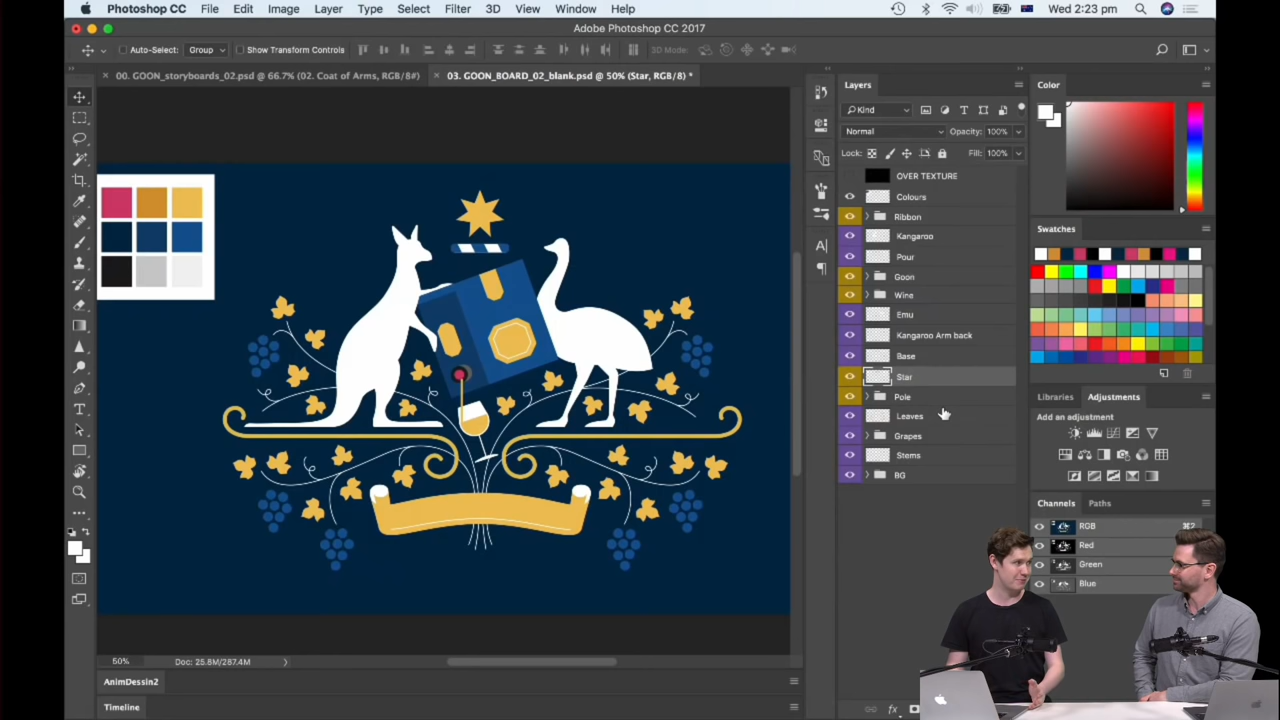 Photoshop CC File Edit Image Layer Type Select Filter 3D View Window Help Wed 2:23 pm
Adobe Photoshop CC 2017
Auto-Select: Group Show Transform Controls 3D Mode:
00. GOON_storyboards_02.psd @ 66.7% (02. Coat of Arms, RGB/8#) 03. GOON_BOARD_02_blank.psd @ 50% (Star, RGB/8) *
Layers
Kind
Normal Opacity: 100%
Lock: Fill: 100%
OVER TEXTURE
Colours
Ribbon
Kangaroo
Pour
Goon
Wine
Emu
Kangaroo Arm back
Base
Star
Pole
Leaves
Grapes
Stems
BG
Color
Swatches
Libraries Adjustments
Add an adjustment
Channels Paths
RGB ⌘2
Red
Green
Blue
50% Doc: 25.8M/287.4M
AnimDessin2
Timeline
fx